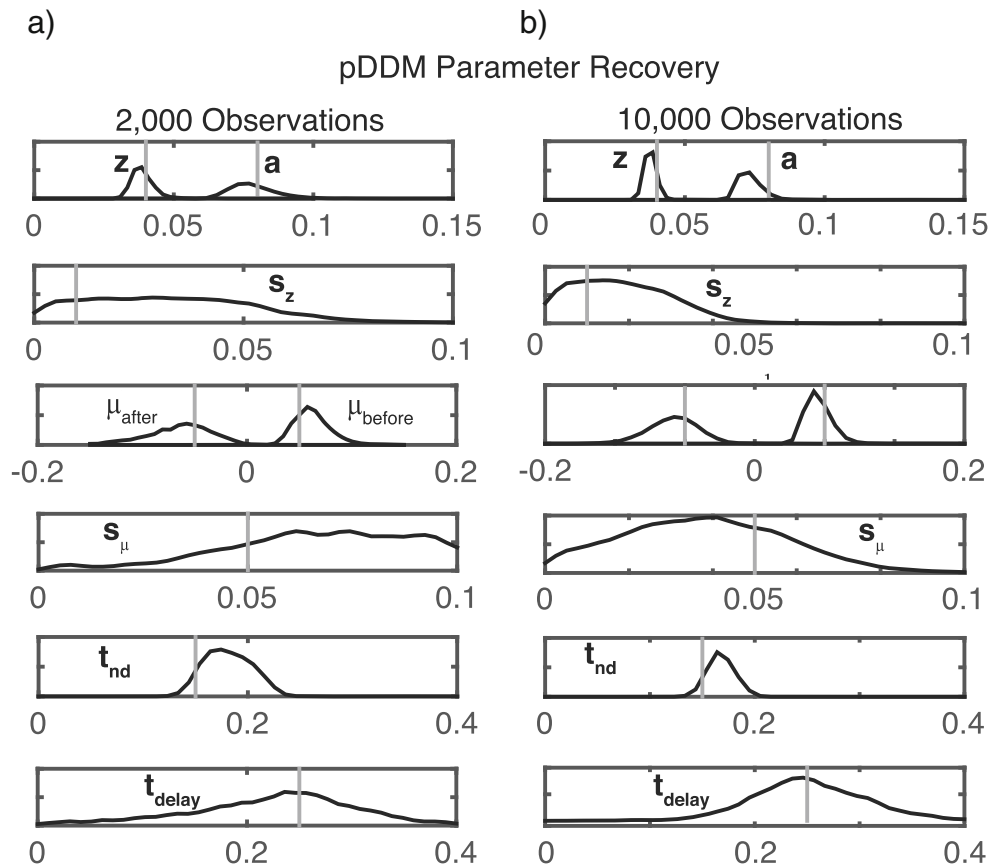 a)
b)
pDDM Parameter Recovery
2,000 Observations
z
a
0 0.05 0.1 0.15
s_z
0 0.05 0.1
μ_after
μ_before
-0.2 0 0.2
s_μ
0 0.05 0.1
t_nd
0 0.2 0.4
t_delay
0 0.2 0.4
10,000 Observations
z
a
0 0.05 0.1 0.15
s_z
0 0.05 0.1
-0.2 0 0.2
s_μ
0 0.05 0.1
t_nd
0 0.2 0.4
t_delay
0.2 0.4